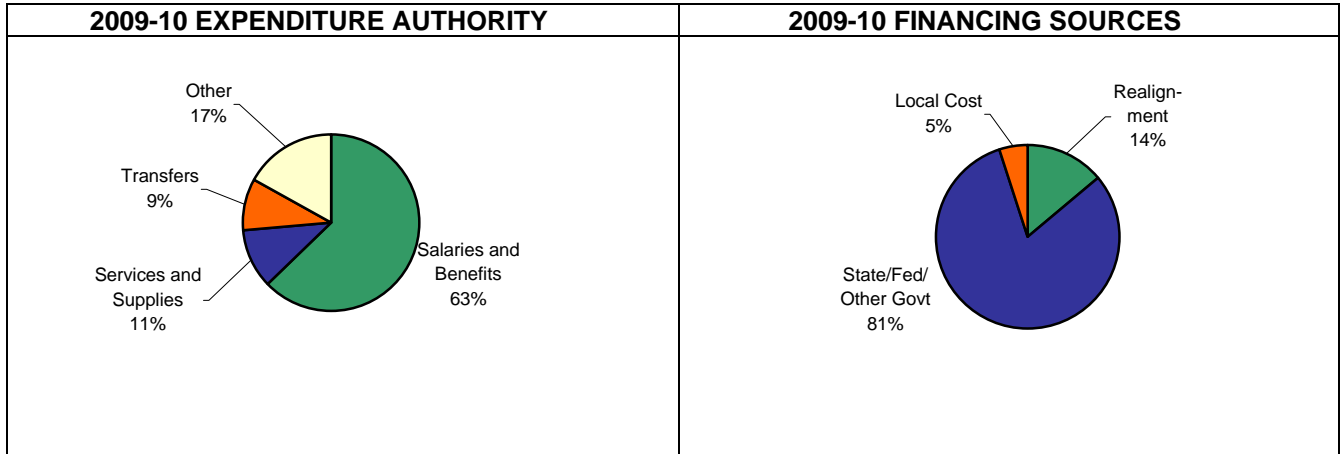 2009-10 EXPENDITURE AUTHORITY
Other
17%
Transfers
9%
Services and
Supplies
11%
Salaries and
Benefits
63%
2009-10 FINANCING SOURCES
Local Cost
5%
Realign-
ment
14%
State/Fed/
Other Govt
81%